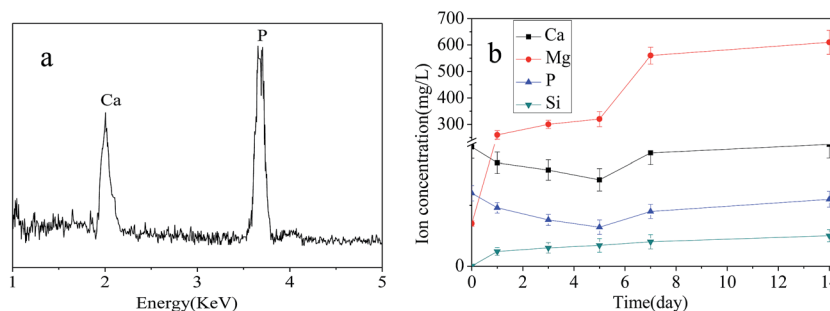 a
Ca
P
1
2
3
4
5
Energy(KeV)
b
Ca
Mg
P
Si
700
600
500
400
300
0
Ion concentration(mg/L)
0
2
4
6
8
10
12
14
Time(day)